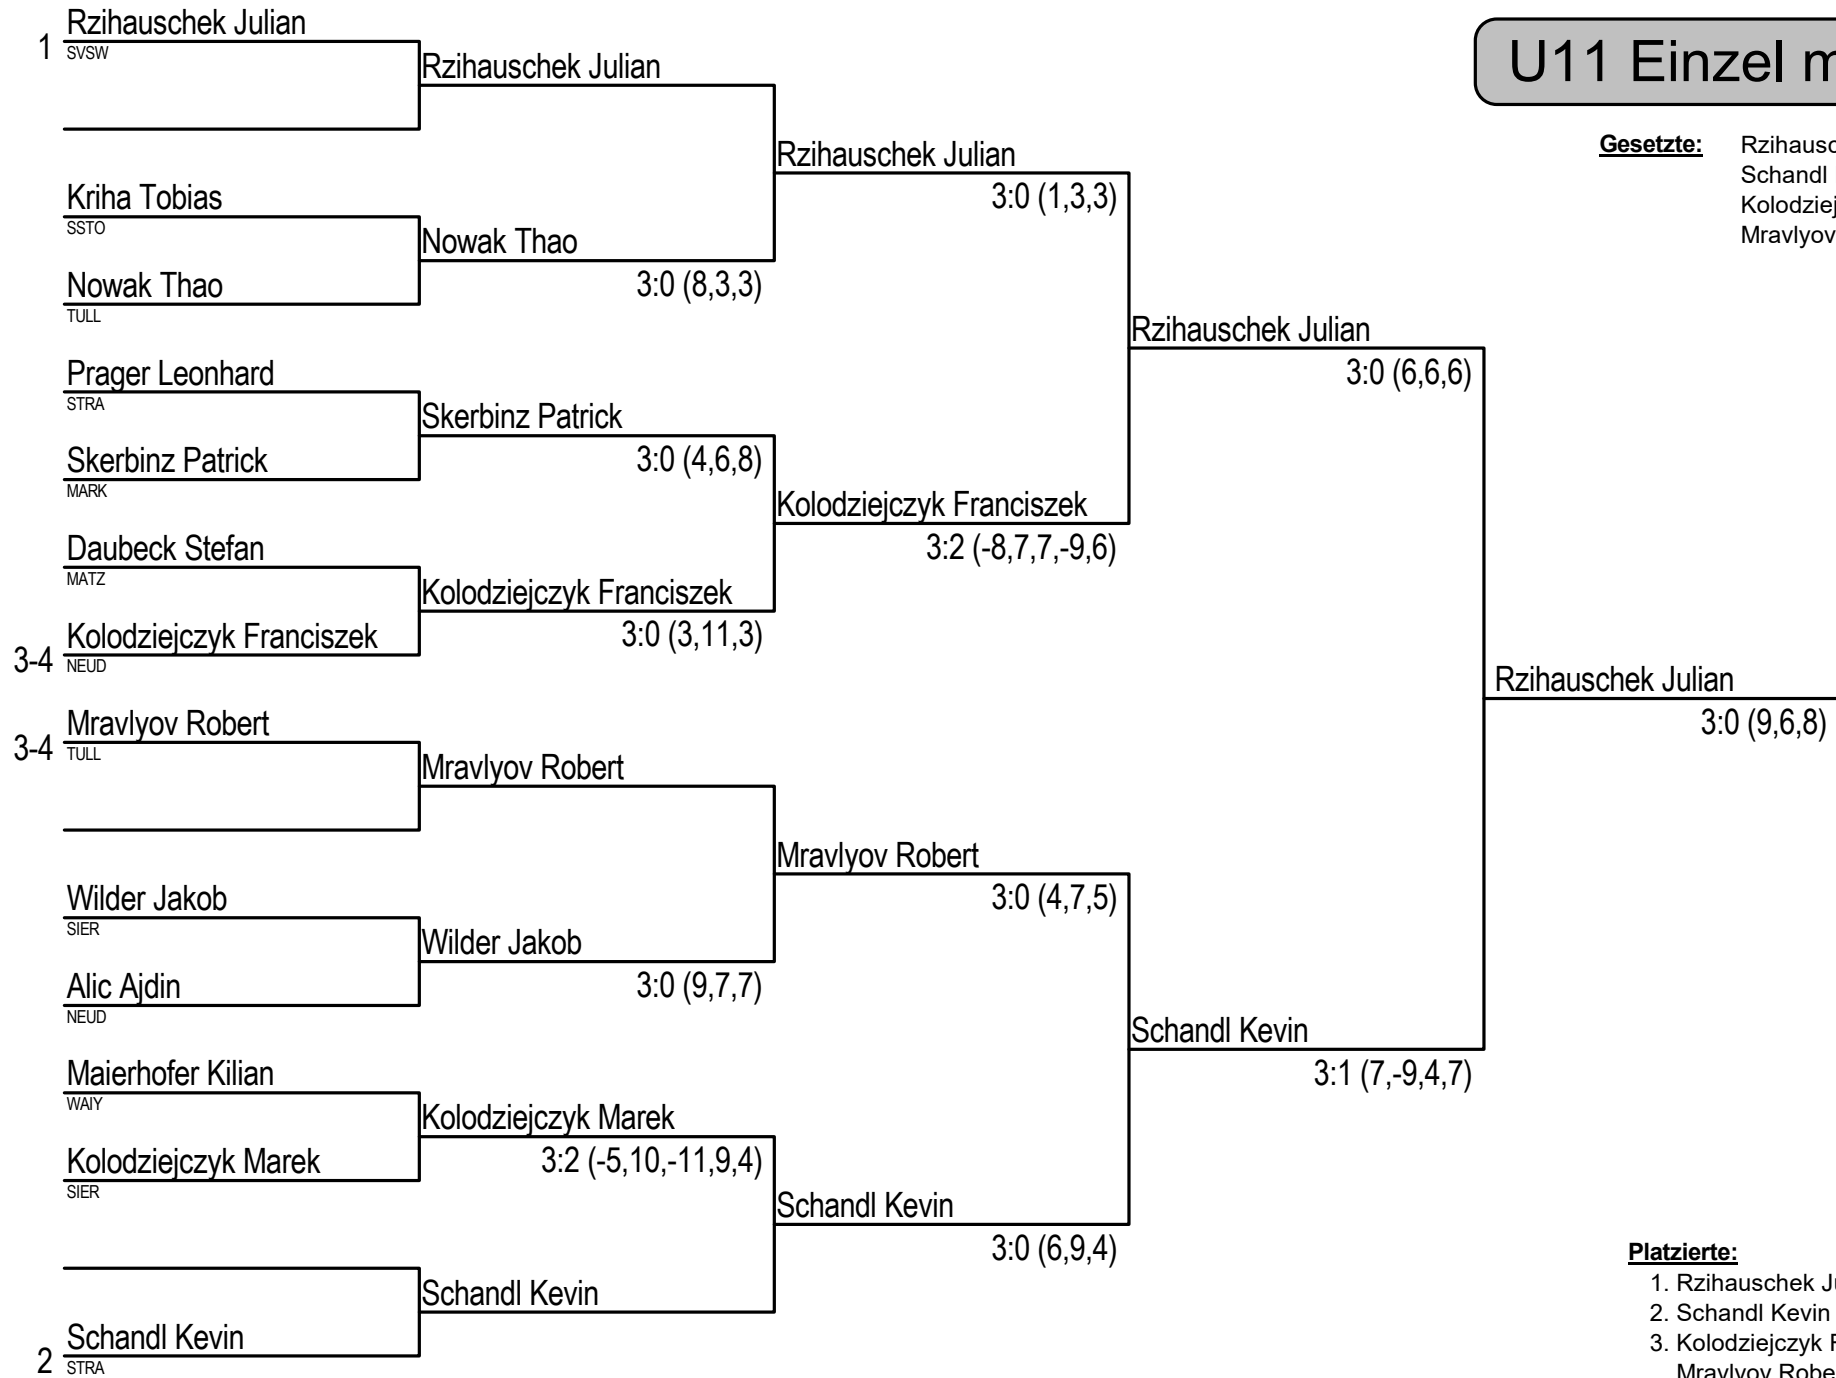 1 Rzihauschek Julian
SVSW
Kriha Tobias
SSTO
Nowak Thao
TULL
Prager Leonhard
STRA
Skerbinz Patrick
MARK
Daubeck Stefan
MATZ
3-4 Kolodziejczyk Franciszek
NEUD
3-4 Mravlyov Robert
TULL
Wilder Jakob
SIER
Alic Ajdin
NEUD
Maierhofer Kilian
WAIY
Kolodziejczyk Marek
SIER
2 Schandl Kevin
STRA
Rzihauschek Julian
Nowak Thao
3:0 (8,3,3)
Skerbinz Patrick
3:0 (4,6,8)
Kolodziejczyk Franciszek
3:0 (3,11,3)
Mravlyov Robert
Wilder Jakob
3:0 (9,7,7)
Kolodziejczyk Marek
3:2 (-5,10,-11,9,4)
Schandl Kevin
Rzihauschek Julian
3:0 (1,3,3)
Kolodziejczyk Franciszek
3:2 (-8,7,7,-9,6)
Mravlyov Robert
3:0 (4,7,5)
Schandl Kevin
3:0 (6,9,4)
Rzihauschek Julian
3:0 (6,6,6)
Schandl Kevin
3:1 (7,-9,4,7)
Rzihauschek Julian
3:0 (9,6,8)
U11 Einzel m
Gesetzte: Rzihausc
Schandl
Kolodziej
Mravlyov
Platzierte:
1. Rzihauschek Ju
2. Schandl Kevin
3. Kolodziejczyk F
Mravlyov Robe